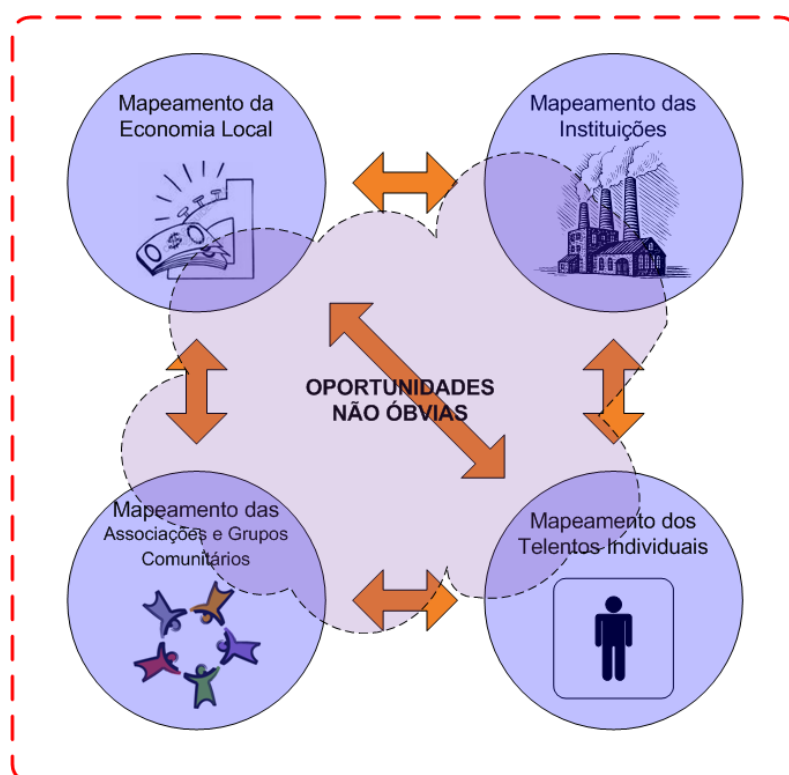 Mapeamento da
Economia Local
Mapeamento das
Instituições
$
OPORTUNIDADES
NÃO ÓBVIAS
Mapeamento das
Associações e Grupos
Comunitários
Mapeamento dos
Telentos Individuais